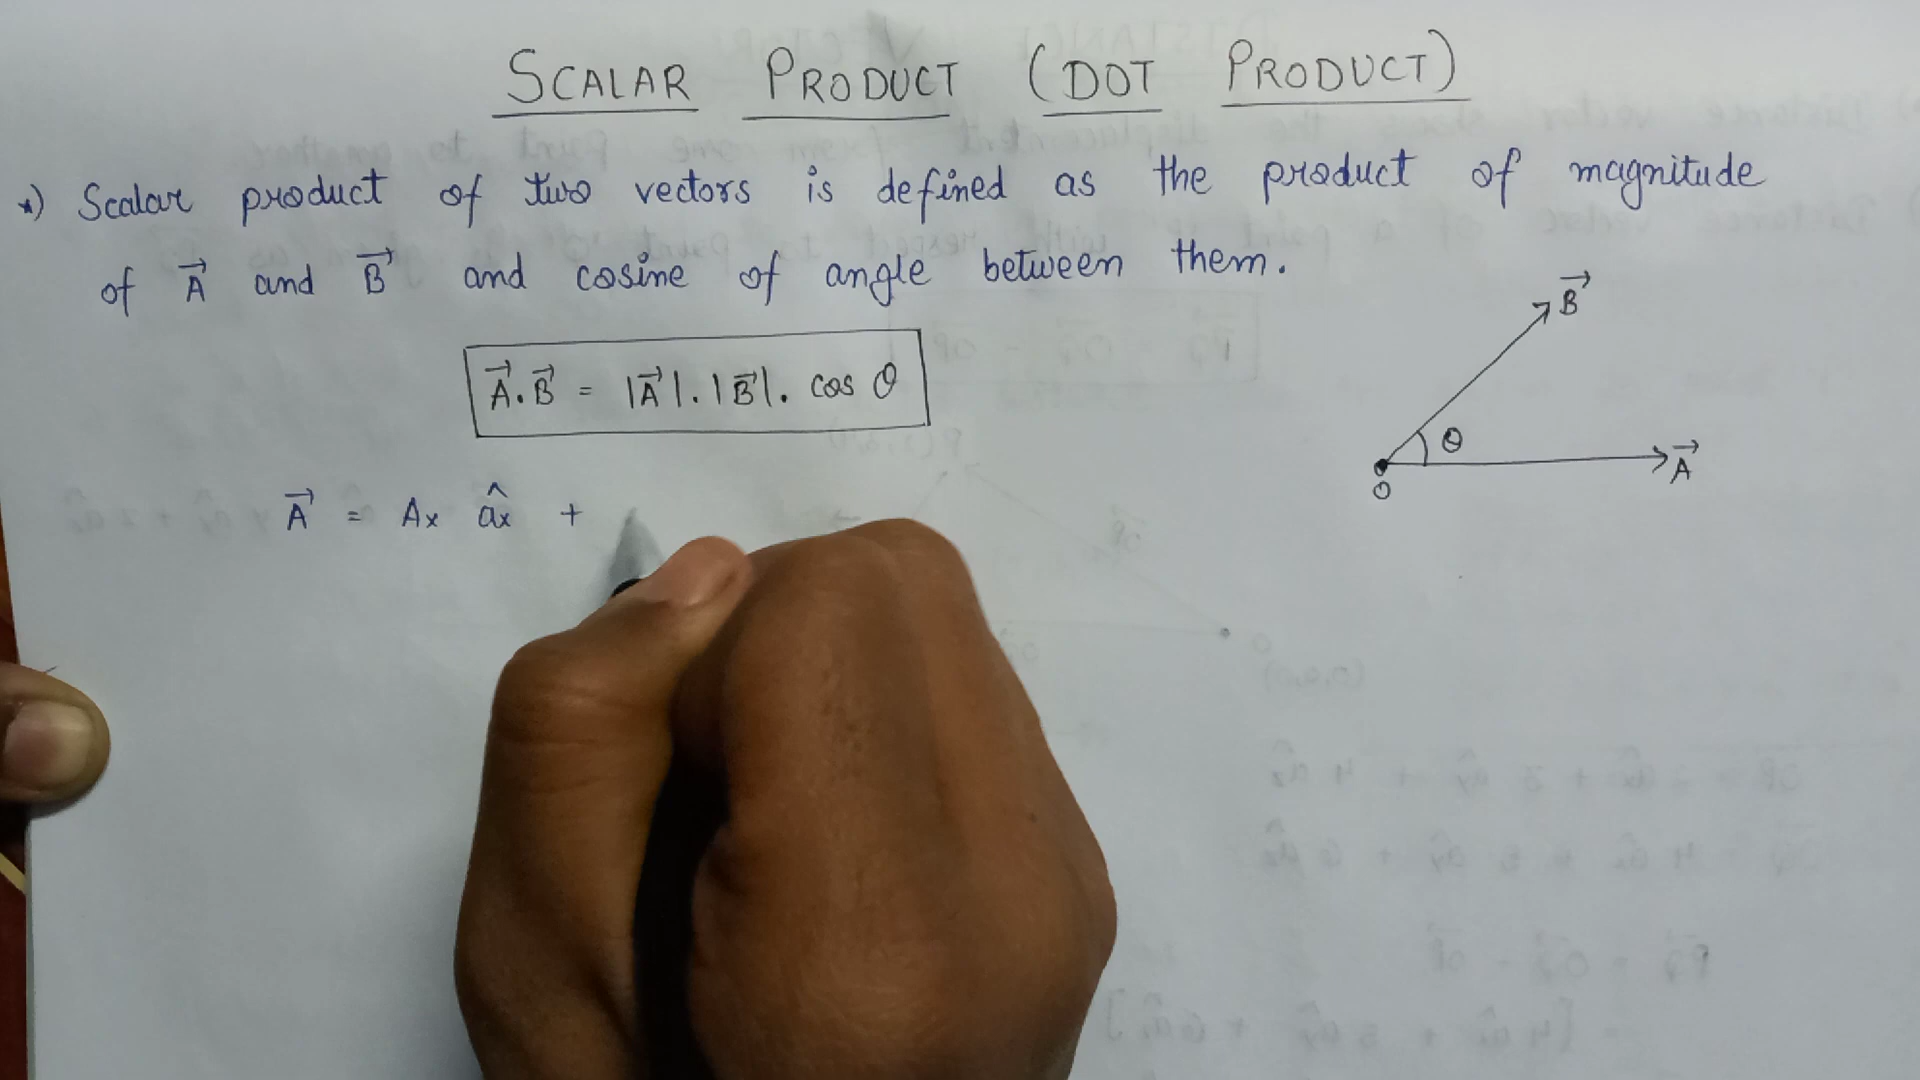 SCALAR PRODUCT (DOT PRODUCT)
*) Scalar product of two vectors is defined as the product of magnitude
of A⃗ and B⃗ and cosine of angle between them.
A⃗.B⃗ = |A⃗|.|B⃗|. cos θ
B⃗
θ
A⃗
O
A⃗ = Ax âx +